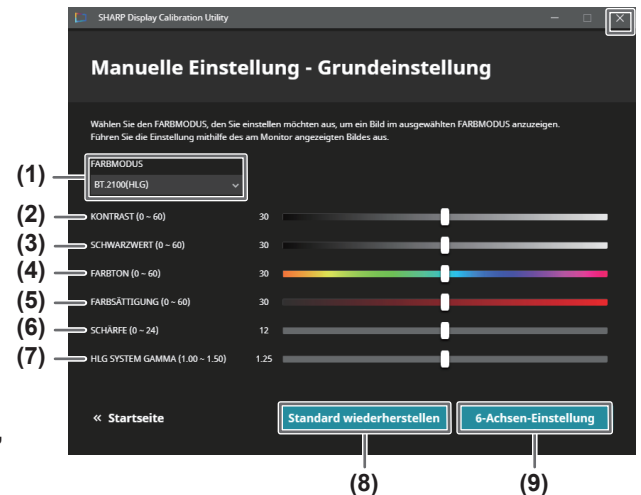 SHARP Display Calibration Utility
Manuelle Einstellung - Grundeinstellung
Wählen Sie den FARBMODUS, den Sie einstellen möchten aus, um ein Bild im ausgewählten FARBMODUS anzuzeigen.
Führen Sie die Einstellung mithilfe des am Monitor angezeigten Bildes aus.
FARBMODUS
(1) BT.2100(HLG)
(2) KONTRAST (0 ~ 60) 30
(3) SCHWARZWERT (0 ~ 60) 30
(4) FARBTON (0 ~ 60) 30
(5) FARBSÄTTIGUNG (0 ~ 60) 30
(6) SCHÄRFE (0 ~ 24) 12
(7) HLG SYSTEM GAMMA (1.00 ~ 1.50) 1.25
« Startseite Standard wiederherstellen 6-Achsen-Einstellung
(8) (9)